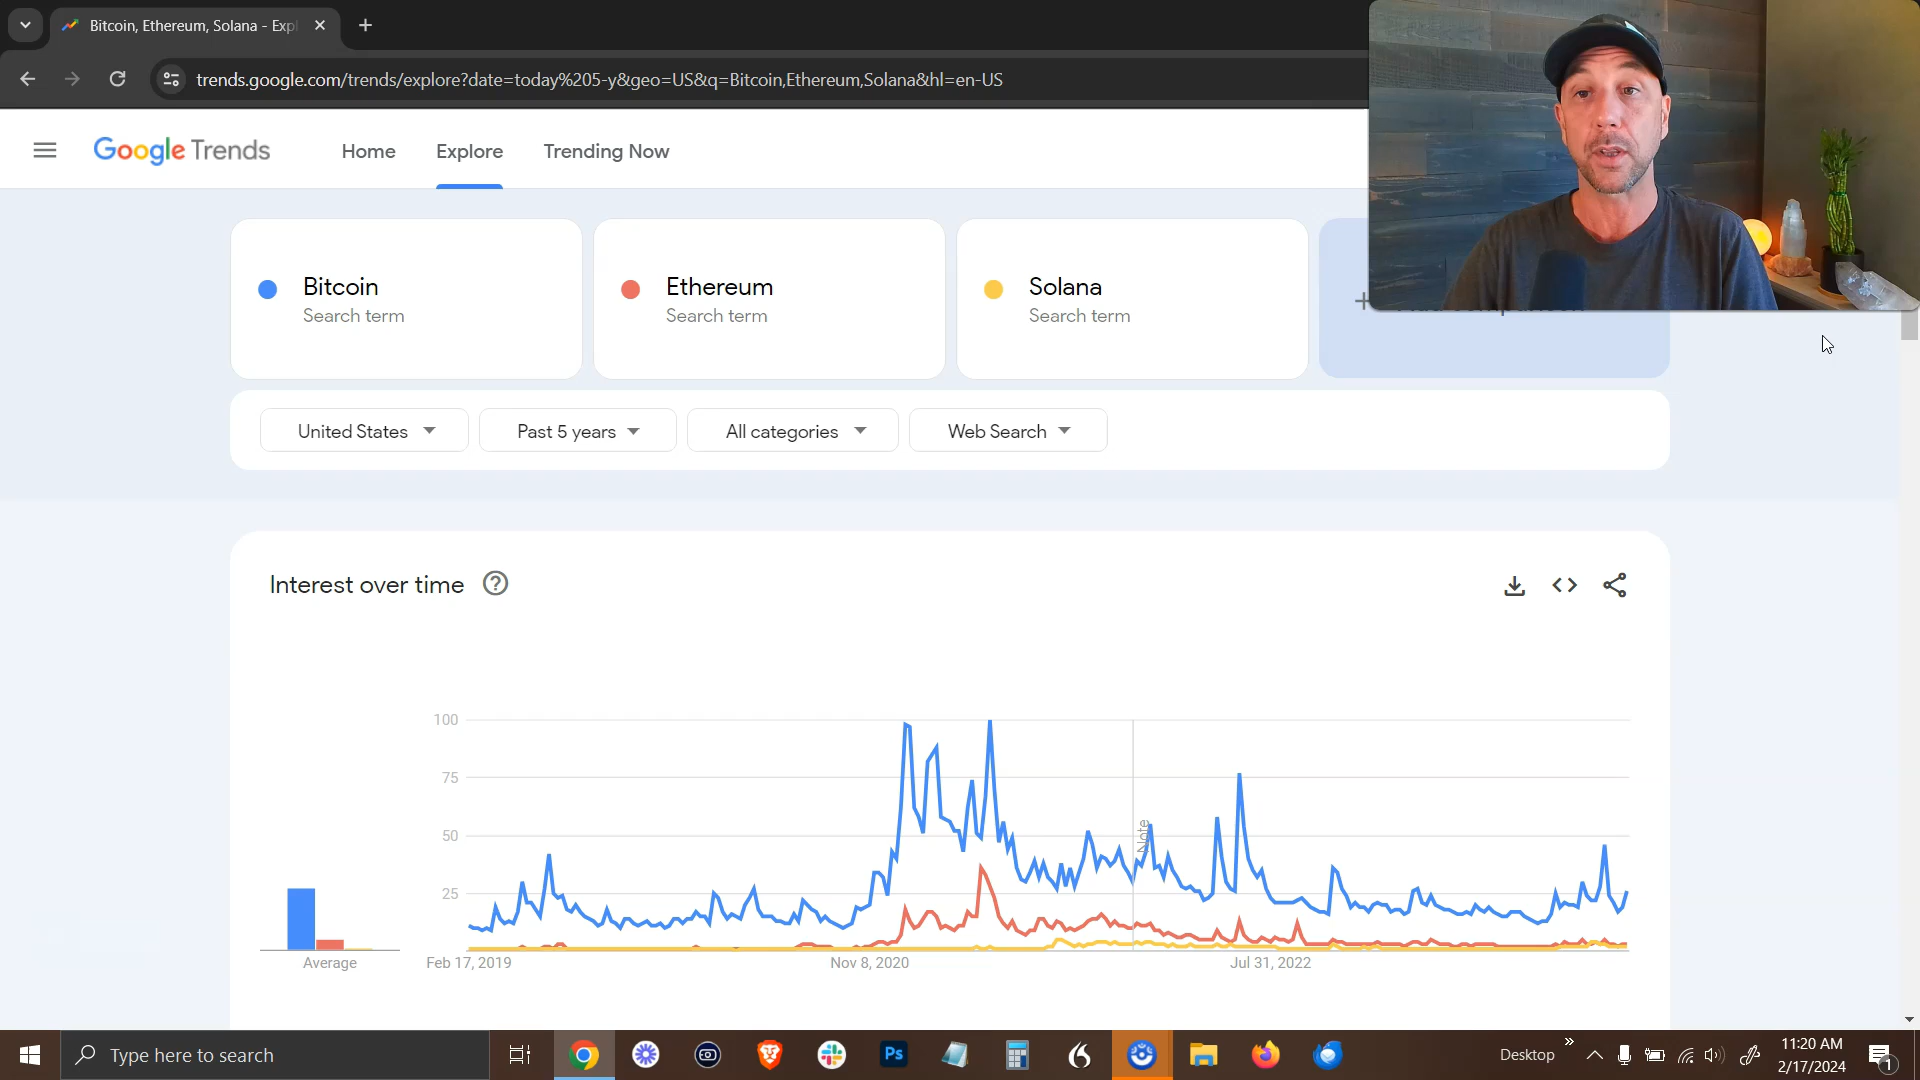 Bitcoin, Ethereum, Solana - Expl
trends.google.com/trends/explore?date=today%205-y&geo=US&q=Bitcoin,Ethereum,Solana&hl=en-US
Google Trends
Home
Explore
Trending Now
Bitcoin
Search term
Ethereum
Search term
Solana
Search term
+
United States
Past 5 years
All categories
Web Search
Interest over time
100
75
50
25
Note
Average
Feb 17, 2019
Nov 8, 2020
Jul 31, 2022
Type here to search
Ps
Desktop
11:20 AM
2/17/2024
1